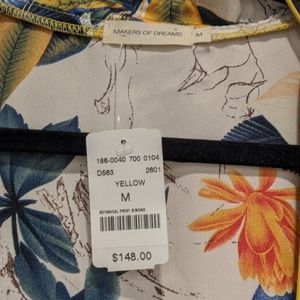 MAKERS OF DREAMS M
186-0040 700 0104
D563 2601
YELLOW
M
BOTANICAL PRINT KIMONO
$148.00